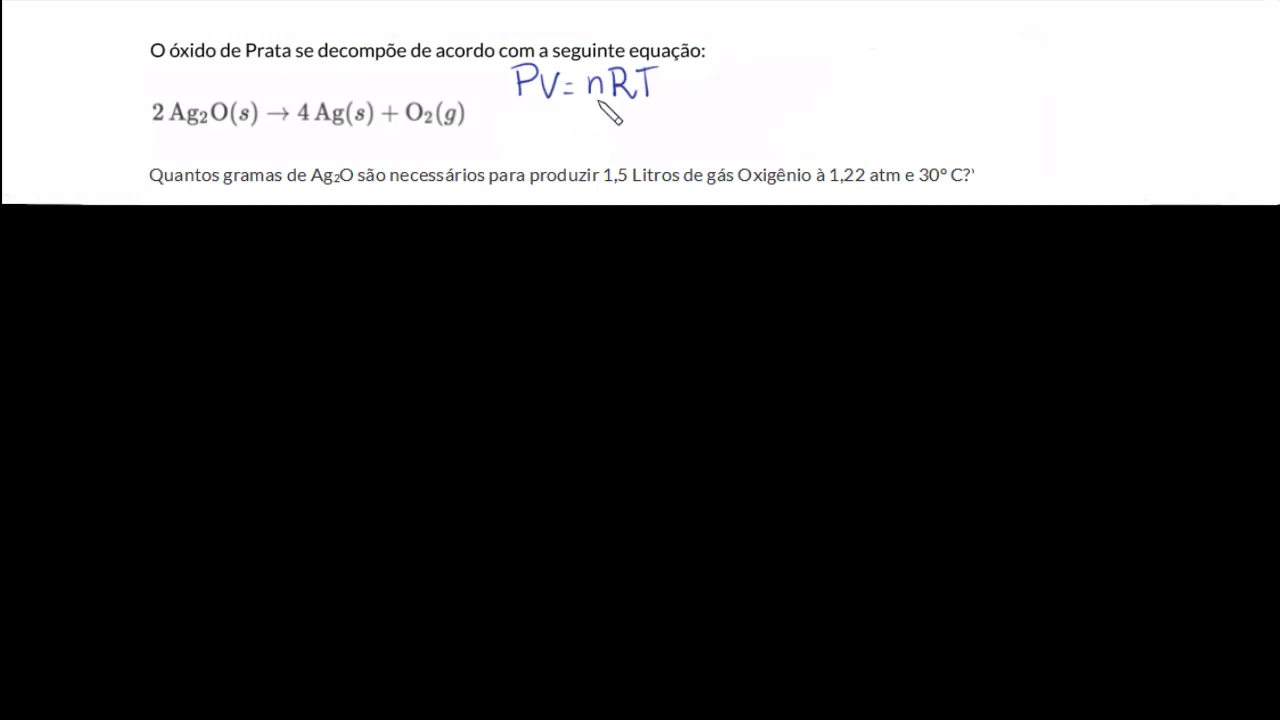 O óxido de Prata se decompõe de acordo com a seguinte equação:
PV = nRT
2 Ag₂O(s) → 4 Ag(s) + O₂(g)
Quantos gramas de Ag₂O são necessários para produzir 1,5 Litros de gás Oxigênio à 1,22 atm e 30° C?'